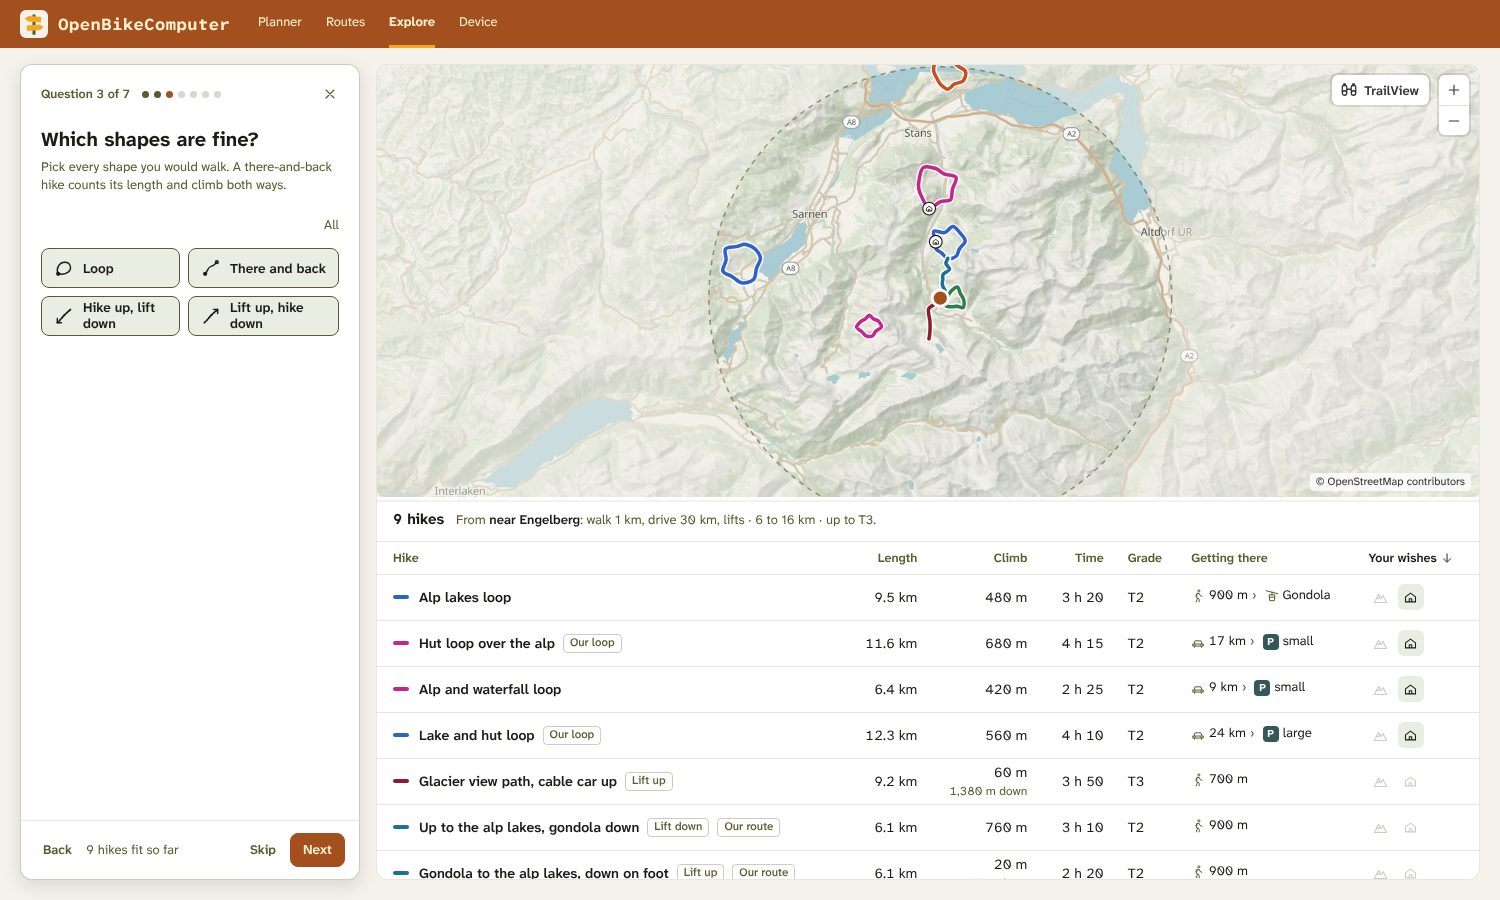 OpenBikeComputer
Planner Routes Explore Device
Question 3 of 7
Which shapes are fine?
Pick every shape you would walk. A there-and-back
hike counts its length and climb both ways.
All
Loop
There and back
Hike up, lift
down
Lift up, hike
down
Back 9 hikes fit so far Skip Next
TrailView
A8
Stans
A2
Sarnen
Altdorf UR
A8
A2
Interlaken
© OpenStreetMap contributors
9 hikes From near Engelberg: walk 1 km, drive 30 km, lifts · 6 to 16 km · up to T3.
Hike Length Climb Time Grade Getting there Your wishes ↓
Alp lakes loop 9.5 km 480 m 3 h 20 T2 900 m › Gondola
Hut loop over the alp Our loop 11.6 km 680 m 4 h 15 T2 17 km › P small
Alp and waterfall loop 6.4 km 420 m 2 h 25 T2 9 km › P small
Lake and hut loop Our loop 12.3 km 560 m 4 h 10 T2 24 km › P large
Glacier view path, cable car up Lift up 9.2 km 60 m 3 h 50 T3 700 m
1,380 m down
Up to the alp lakes, gondola down Lift down Our route 6.1 km 760 m 3 h 10 T2 900 m
Gondola to the alp lakes, down on foot Lift up Our route 6.1 km 20 m 2 h 20 T2 900 m